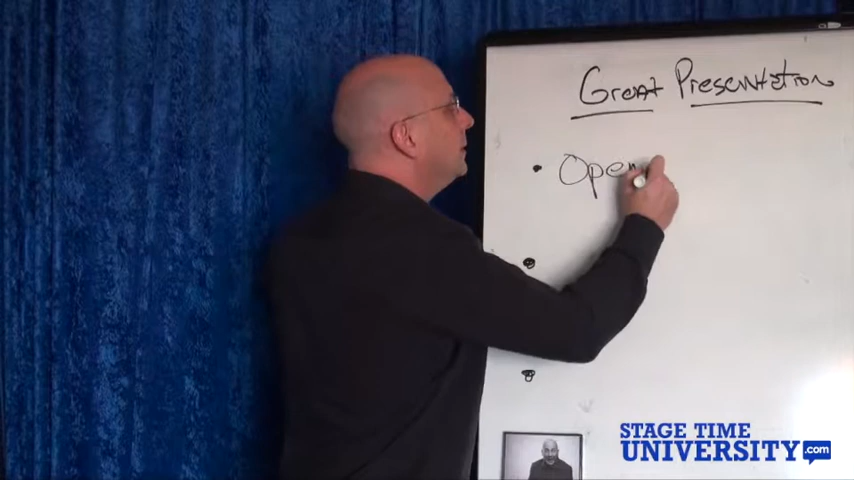 Great Presentation
• Open
•
•
STAGE TIME
UNIVERSITY.com